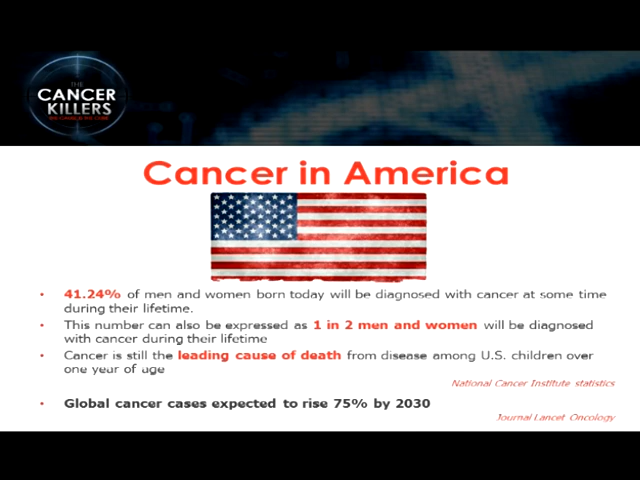 THE
CANCER
KILLERS
Cancer in America
• 41.24% of men and women born today will be diagnosed with cancer at some time
during their lifetime.
• This number can also be expressed as 1 in 2 men and women will be diagnosed
with cancer during their lifetime
• Cancer is still the leading cause of death from disease among U.S. children over
one year of age
National Cancer Institute statistics
• Global cancer cases expected to rise 75% by 2030
Journal Lancet Oncology